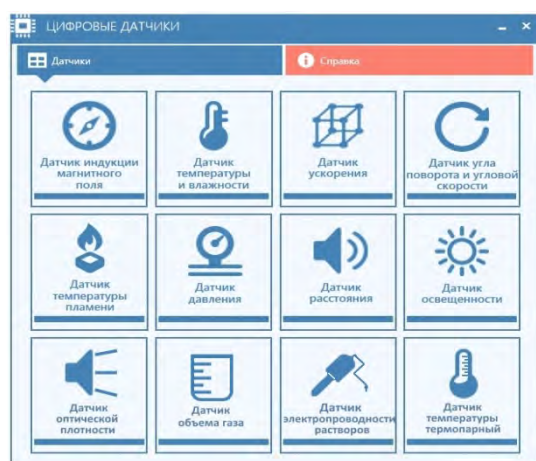 ЦИФРОВЫЕ ДАТЧИКИ
Датчики
Справка
Датчик индукции
магнитного
поля
Датчик
температуры
и влажности
Датчик
ускорения
Датчик угла
поворота и угловой
скорости
Датчик
температуры
пламени
Датчик
давления
Датчик
расстояния
Датчик
освещенности
Датчик
оптической
плотности
Датчик
объема газа
Датчик
электропроводности
растворов
Датчик
температуры
термопарный